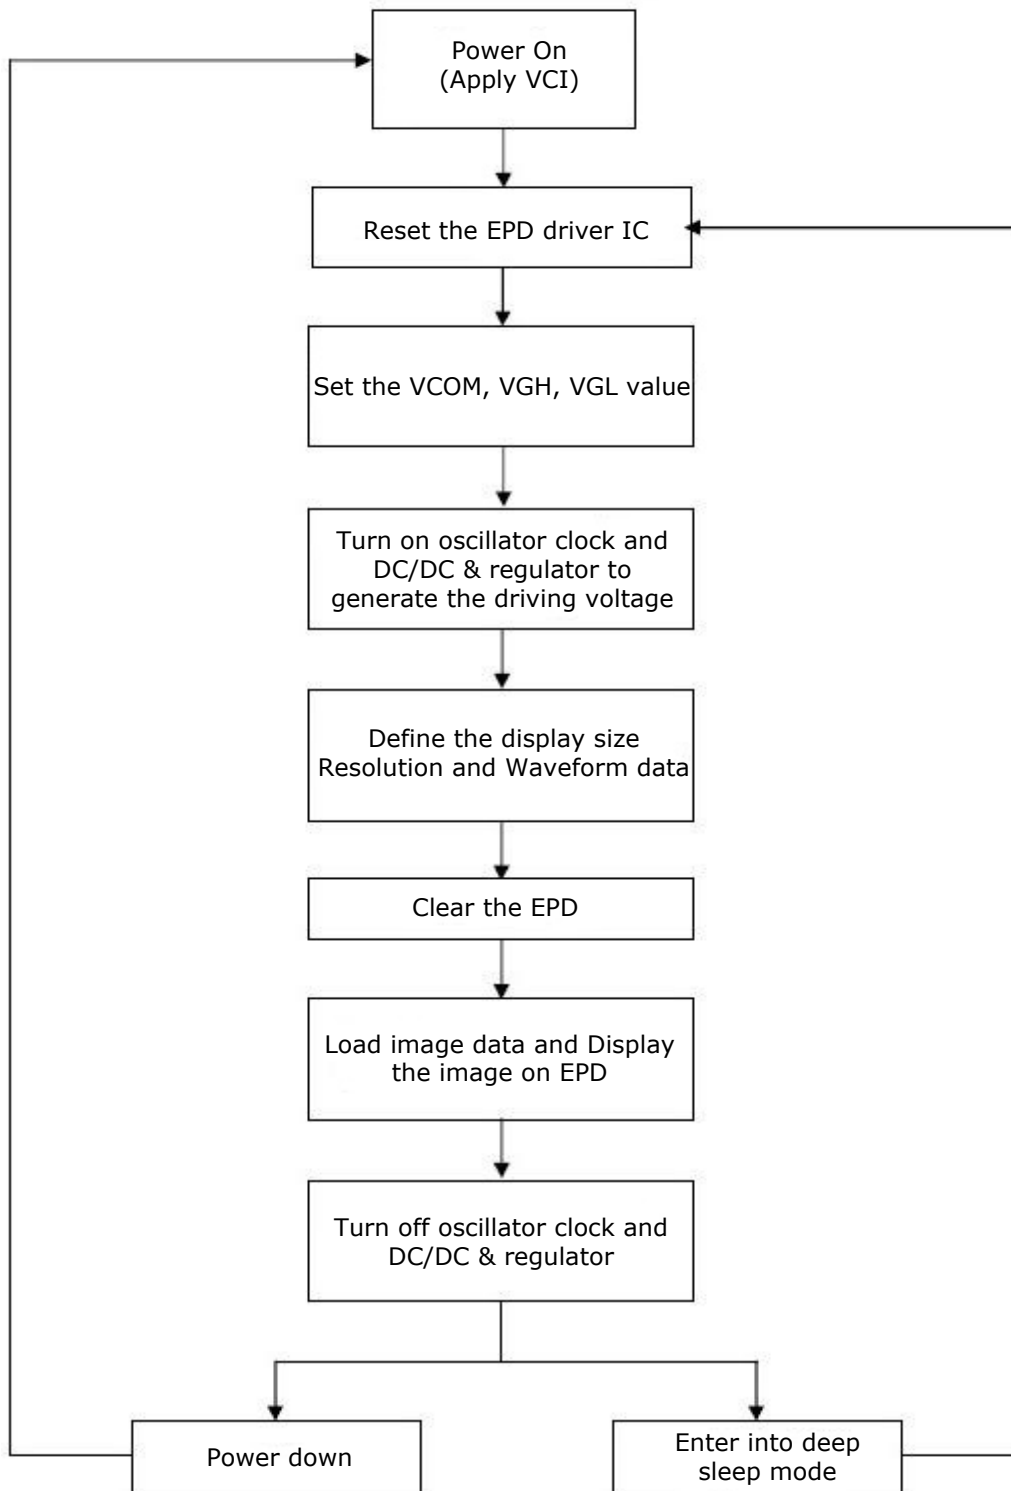 Power On
(Apply VCI)
Reset the EPD driver IC
Set the VCOM, VGH, VGL value
Turn on oscillator clock and
DC/DC & regulator to
generate the driving voltage
Define the display size
Resolution and Waveform data
Clear the EPD
Load image data and Display
the image on EPD
Turn off oscillator clock and
DC/DC & regulator
Power down
Enter into deep
sleep mode